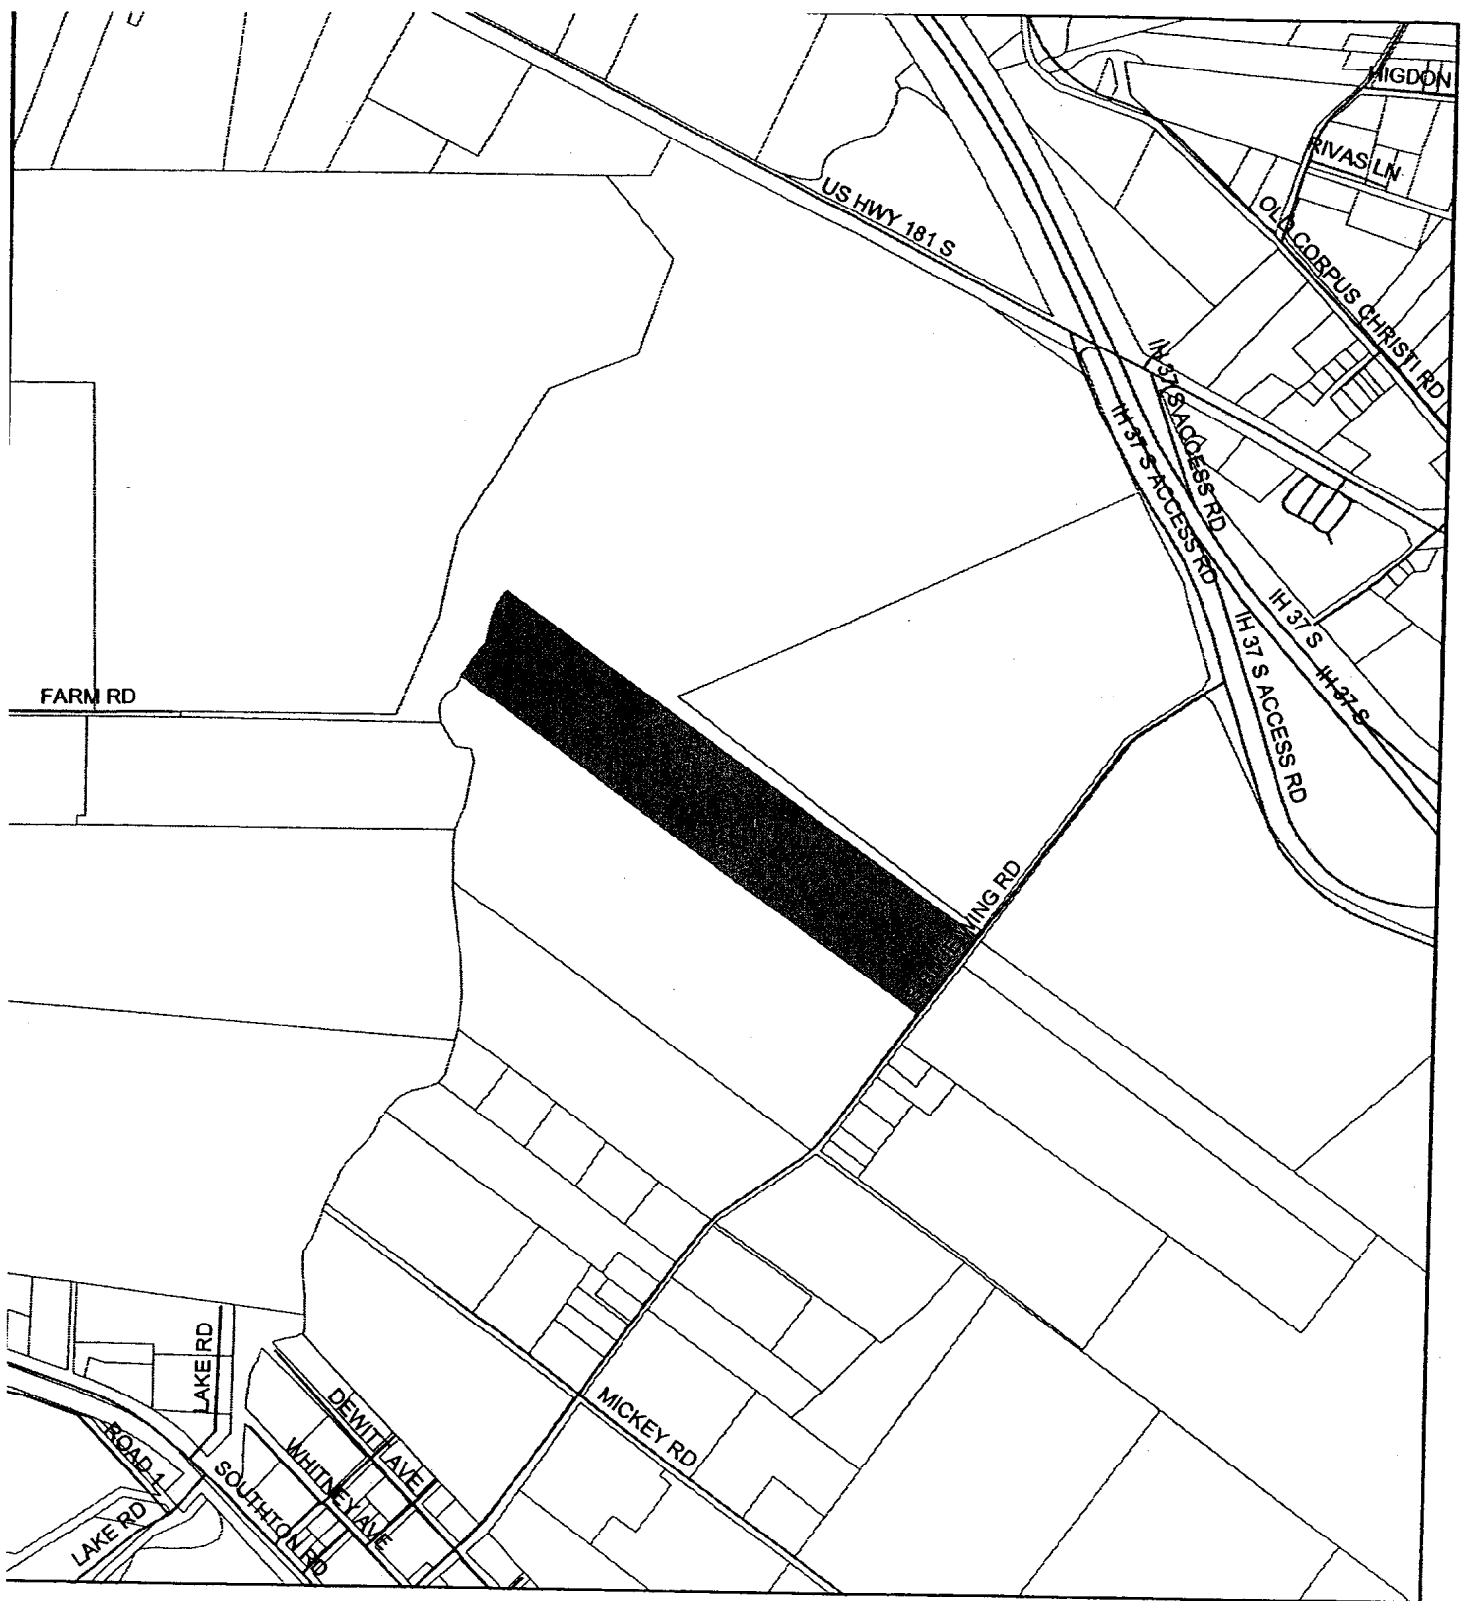 HIGDON
RIVAS LN
US HWY 181 S
OLD CORPUS CHRISTI RD
IH 37 S ACCESS RD
IH 37 S ACCESS RD
IH 37 S
IH 37 S ACCESS RD
IH 37 S
FARM RD
EWING RD
LAKE RD
DEWITT AVE
MICKEY RD
ROAD 1
WHITNEY AVE
SOUTHTON RD
LAKE RD